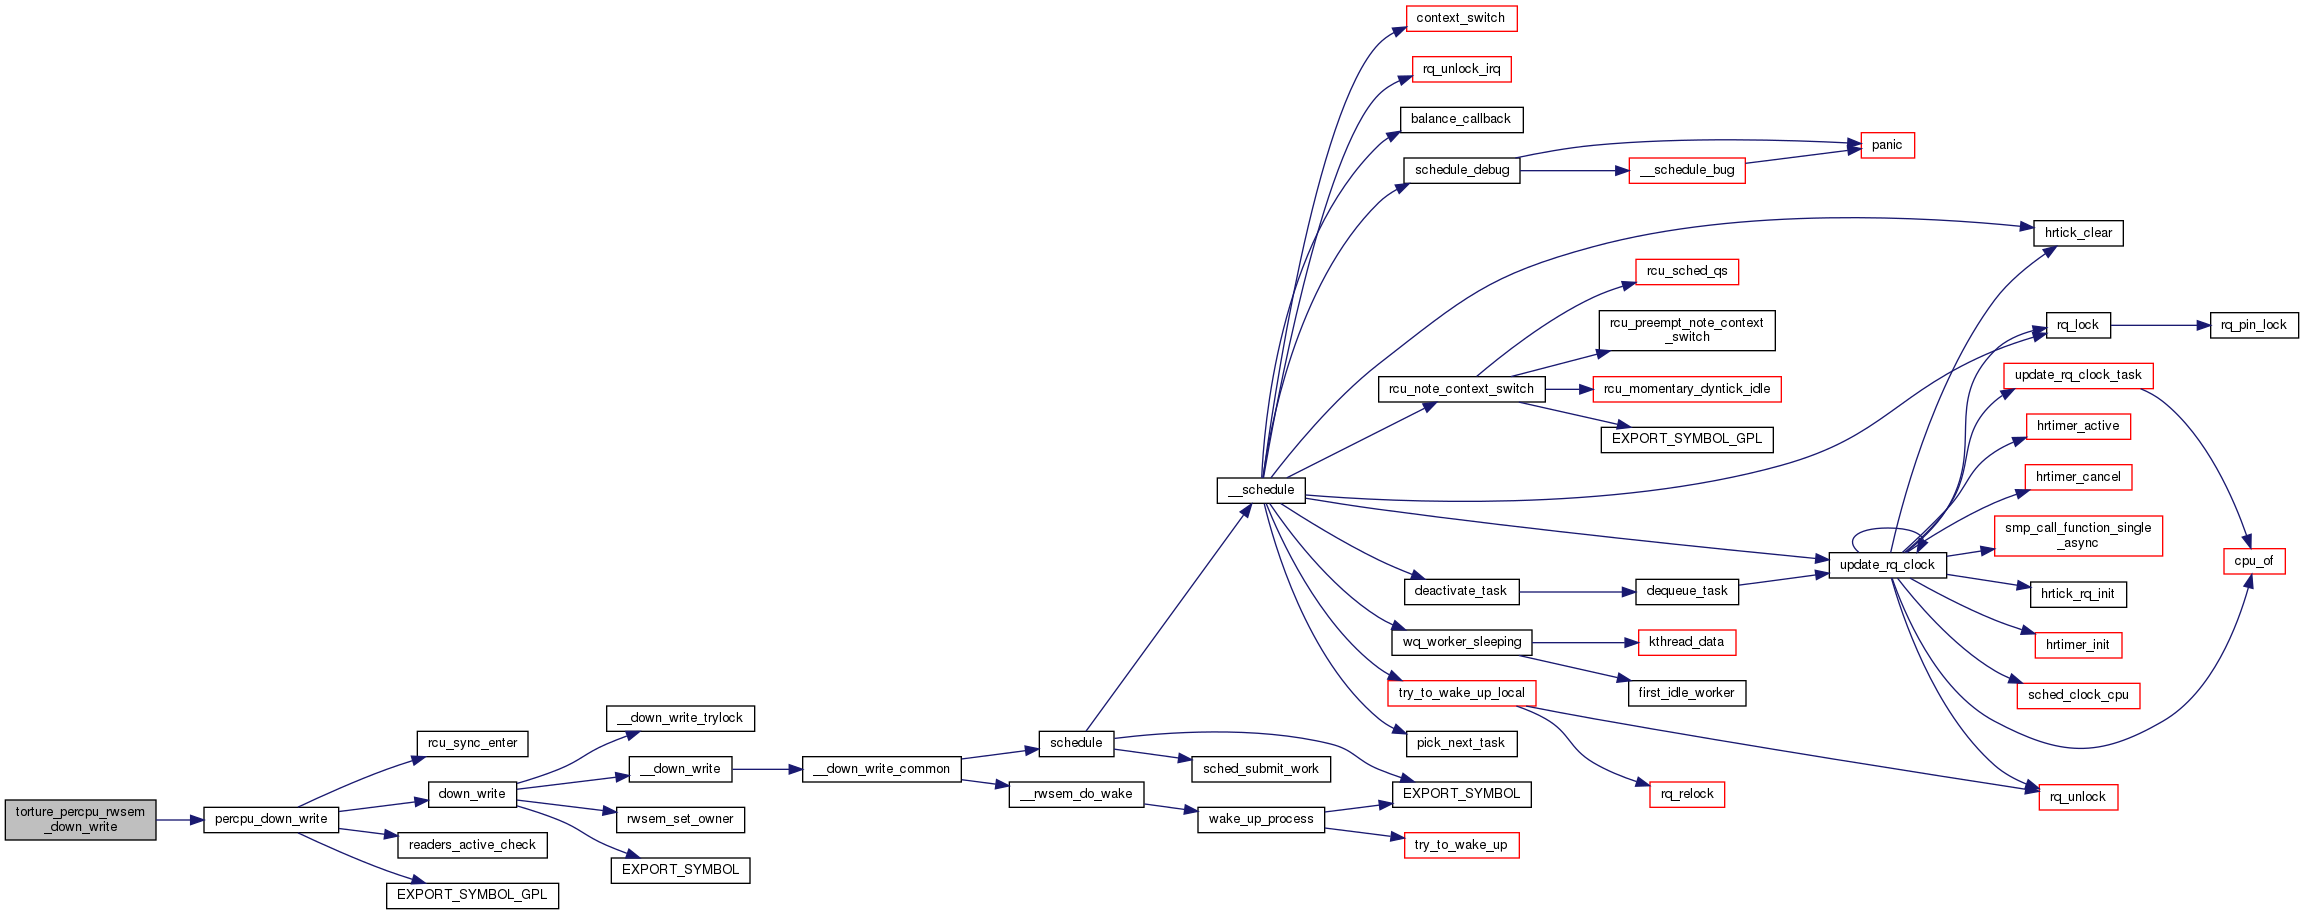 context_switch
rq_unlock_irq
balance_callback
schedule_debug
panic
__schedule_bug
hrtick_clear
rcu_sched_qs
rcu_preempt_note_context
_switch
rq_lock
rq_pin_lock
rcu_note_context_switch
rcu_momentary_dyntick_idle
update_rq_clock_task
EXPORT_SYMBOL_GPL
hrtimer_active
__schedule
hrtimer_cancel
smp_call_function_single
_async
update_rq_clock
cpu_of
deactivate_task
dequeue_task
hrtick_rq_init
wq_worker_sleeping
kthread_data
hrtimer_init
try_to_wake_up_local
first_idle_worker
sched_clock_cpu
__down_write_trylock
rcu_sync_enter
schedule
pick_next_task
__down_write
__down_write_common
sched_submit_work
down_write
__rwsem_do_wake
EXPORT_SYMBOL
rq_relock
rq_unlock
torture_percpu_rwsem
_down_write
percpu_down_write
rwsem_set_owner
wake_up_process
readers_active_check
try_to_wake_up
EXPORT_SYMBOL
EXPORT_SYMBOL_GPL